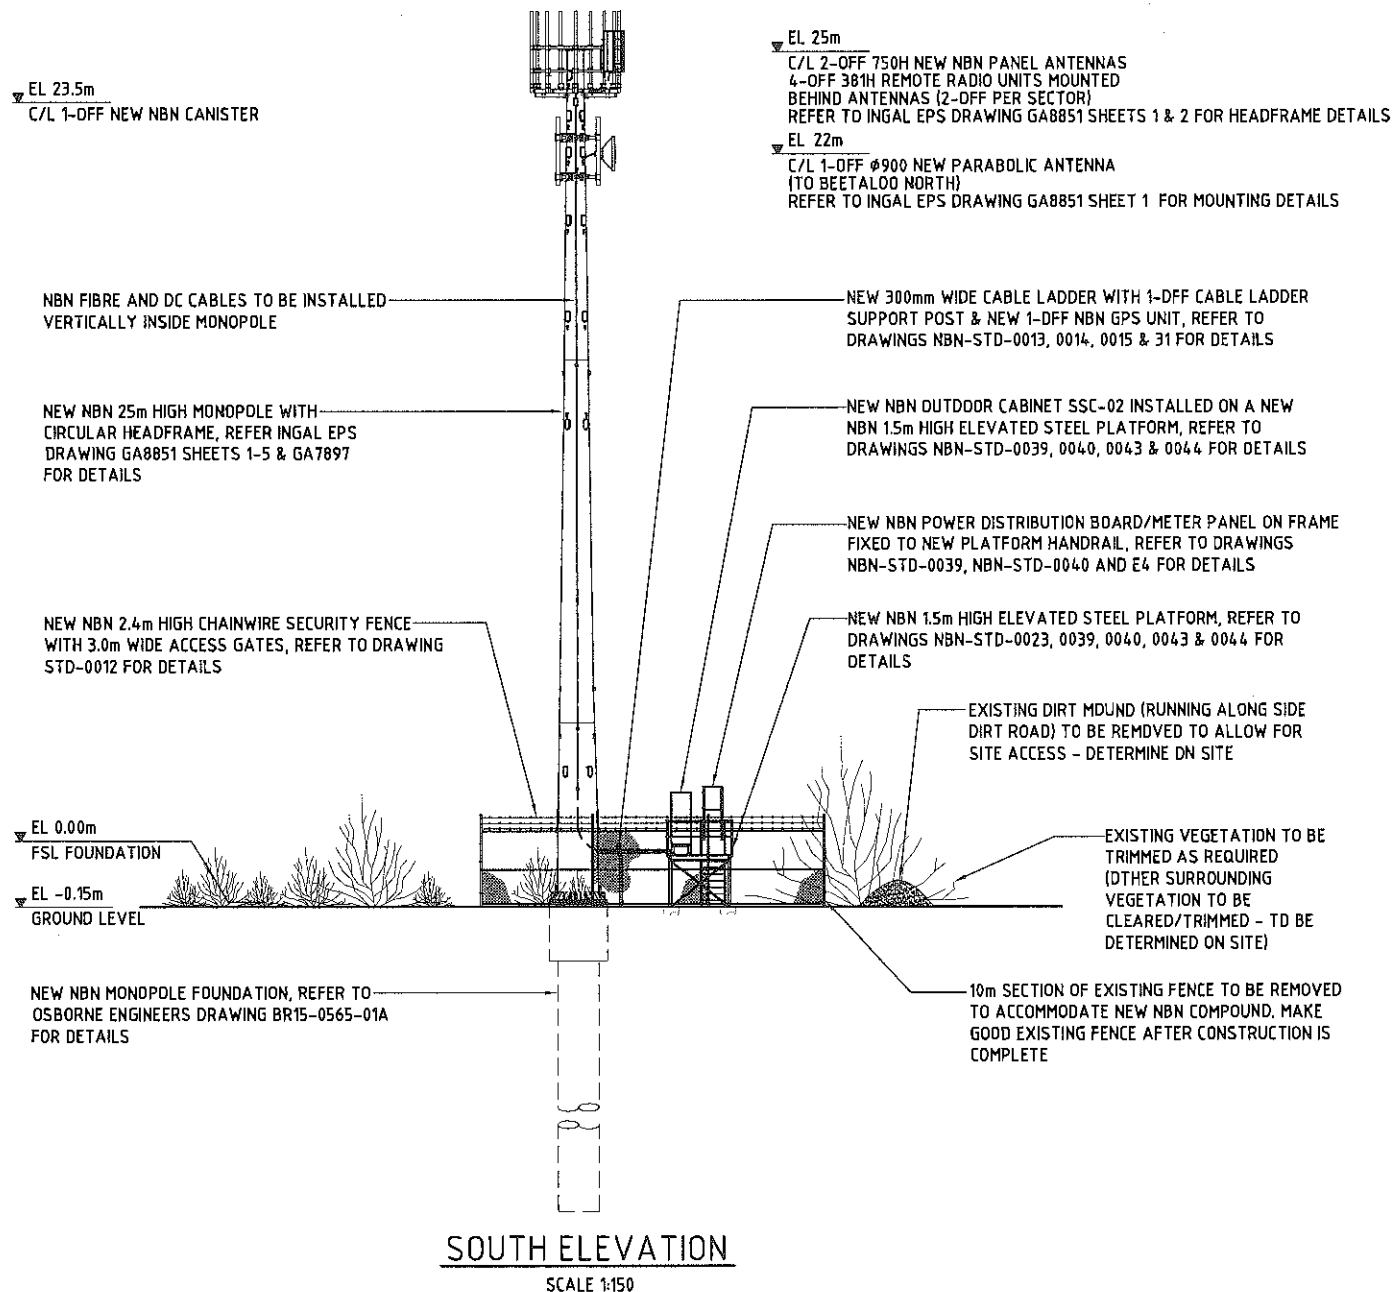 EL 23.5m
C/L 1-OFF NEW NBN CANISTER
EL 25m
C/L 2-OFF 750H NEW NBN PANEL ANTENNAS
4-OFF 381H REMOTE RADIO UNITS MOUNTED
BEHIND ANTENNAS (2-OFF PER SECTOR)
REFER TO INGAL EPS DRAWING GA8851 SHEETS 1 & 2 FOR HEADFRAME DETAILS
EL 22m
C/L 1-OFF Ø900 NEW PARABOLIC ANTENNA
(TO BEETALOO NORTH)
REFER TO INGAL EPS DRAWING GA8851 SHEET 1 FOR MOUNTING DETAILS
NBN FIBRE AND DC CABLES TO BE INSTALLED
VERTICALLY INSIDE MONOPOLE
NEW NBN 25m HIGH MONOPOLE WITH
CIRCULAR HEADFRAME, REFER INGAL EPS
DRAWING GA8851 SHEETS 1-5 & GA7897
FOR DETAILS
NEW NBN 2.4m HIGH CHAINWIRE SECURITY FENCE
WITH 3.0m WIDE ACCESS GATES, REFER TO DRAWING
STD-0012 FOR DETAILS
EL 0.00m
FSL FOUNDATION
EL -0.15m
GROUND LEVEL
NEW NBN MONOPOLE FOUNDATION, REFER TO
OSBORNE ENGINEERS DRAWING BR15-0565-01A
FOR DETAILS
NEW 300mm WIDE CABLE LADDER WITH 1-OFF CABLE LADDER
SUPPORT POST & NEW 1-OFF NBN GPS UNIT, REFER TO
DRAWINGS NBN-STD-0013, 0014, 0015 & 31 FOR DETAILS
NEW NBN OUTDOOR CABINET SSC-02 INSTALLED ON A NEW
NBN 1.5m HIGH ELEVATED STEEL PLATFORM, REFER TO
DRAWINGS NBN-STD-0039, 0040, 0043 & 0044 FOR DETAILS
NEW NBN POWER DISTRIBUTION BOARD/METER PANEL ON FRAME
FIXED TO NEW PLATFORM HANDRAIL, REFER TO DRAWINGS
NBN-STD-0039, NBN-STD-0040 AND E4 FOR DETAILS
NEW NBN 1.5m HIGH ELEVATED STEEL PLATFORM, REFER TO
DRAWINGS NBN-STD-0023, 0039, 0040, 0043 & 0044 FOR
DETAILS
EXISTING DIRT MOUND (RUNNING ALONG SIDE
DIRT ROAD) TO BE REMOVED TO ALLOW FOR
SITE ACCESS - DETERMINE ON SITE
EXISTING VEGETATION TO BE
TRIMMED AS REQUIRED
(OTHER SURROUNDING
VEGETATION TO BE
CLEARED/TRIMMED - TO BE
DETERMINED ON SITE)
10m SECTION OF EXISTING FENCE TO BE REMOVED
TO ACCOMMODATE NEW NBN COMPOUND. MAKE
GOOD EXISTING FENCE AFTER CONSTRUCTION IS
COMPLETE
SOUTH ELEVATION
SCALE 1:150